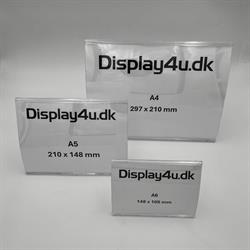 Display4u.dk
A4
297 x 210 mm
Display4u.dk
A5
210 x 148 mm
Display4u.dk
A6
148 x 105 mm